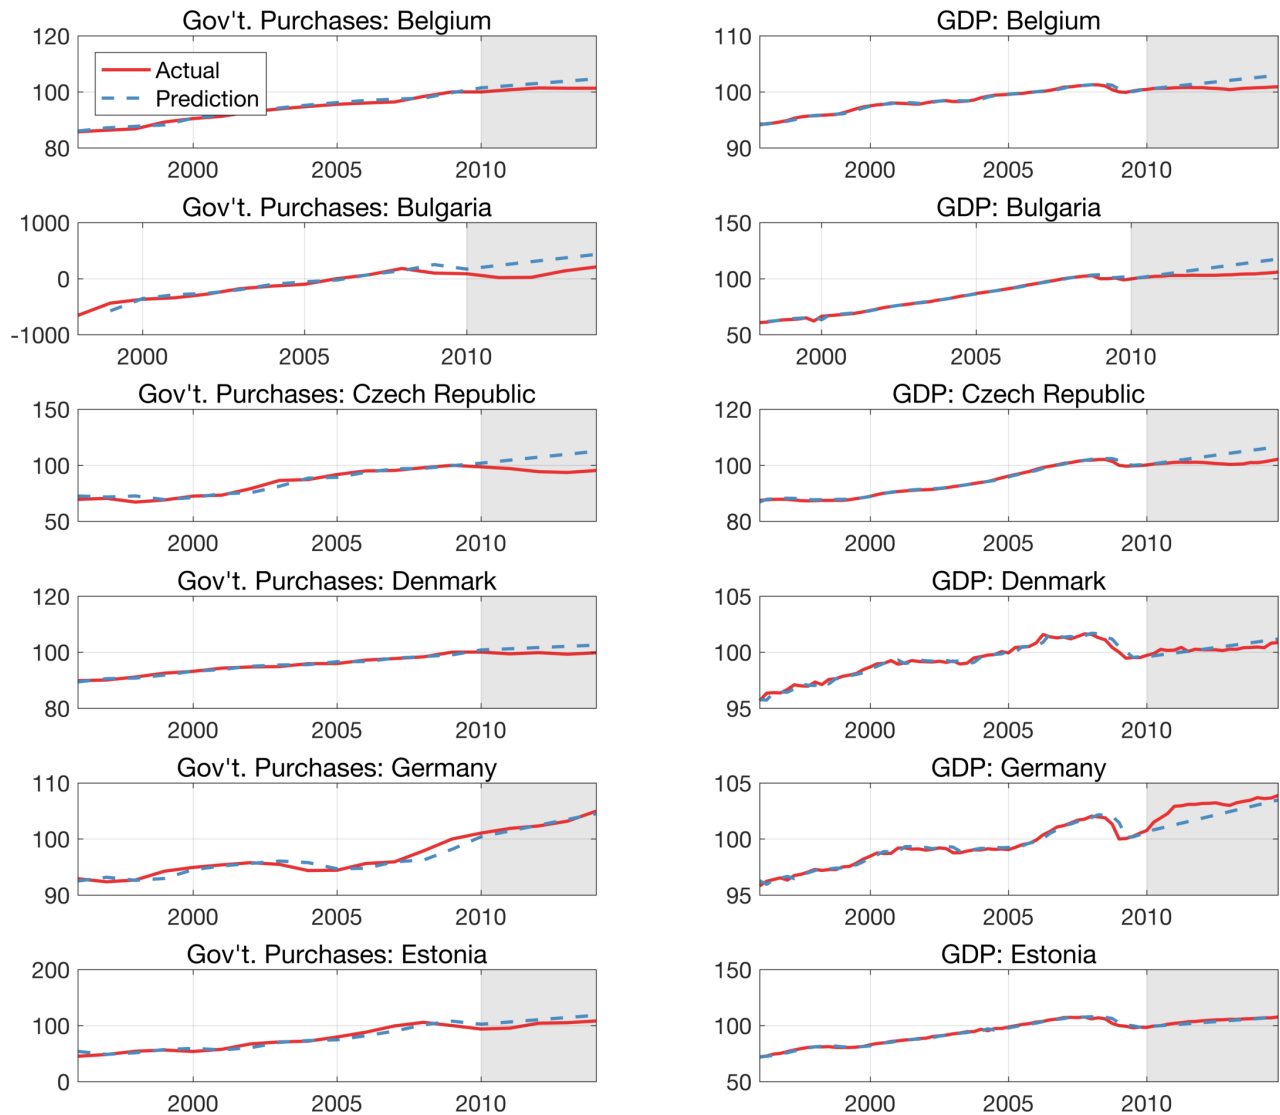 Gov't. Purchases: Belgium
120
100
80
Actual
Prediction
2000 2005 2010
GDP: Belgium
110
100
90
2000 2005 2010
Gov't. Purchases: Bulgaria
1000
0
-1000
2000 2005 2010
GDP: Bulgaria
150
100
50
2000 2005 2010
Gov't. Purchases: Czech Republic
150
100
50
2000 2005 2010
GDP: Czech Republic
120
100
80
2000 2005 2010
Gov't. Purchases: Denmark
120
100
80
2000 2005 2010
GDP: Denmark
105
100
95
2000 2005 2010
Gov't. Purchases: Germany
110
100
90
2000 2005 2010
GDP: Germany
105
100
95
2000 2005 2010
Gov't. Purchases: Estonia
200
100
0
2000 2005 2010
GDP: Estonia
150
100
50
2000 2005 2010